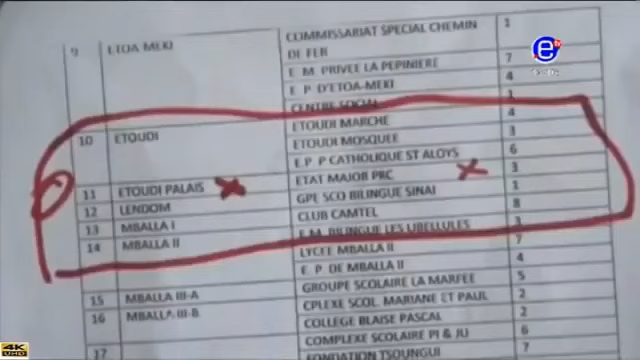 9 ETOA MEKI COMMISSARIAT SPECIAL CHEMIN DE FER 1
E. M. PRIVEE LA PEPINIERE 7
E. P. D'ETOA-MEKI 4
CENTRE SOCIAL 1
10 ETOUDI ETOUDI MARCHE 4
ETOUDI MOSQUEE 3
E.P. P CATHOLIQUE ST ALOYS 6
11 ETOUDI PALAIS ETAT MAJOR PRC 3
12 LENDOM GPE SCO BILINGUE SINAI 1
13 MBALLA I CLUB CAMTEL 8
14 MBALLA II E.M. BILINGUE LES LIBELLULES 3
LYCEE MBALLA II 7
E. P. DE MBALLA II 4
15 MBALLA III-A GROUPE SCOLAIRE LA MARFEE 5
16 MBALLA III-B CPLEXE SCOL. MARIANE ET PAUL 2
COLLEGE BLAISE PASCAL 2
COMPLEXE SCOLAIRE PI & JU 6
17 FONDATION TSOUNGUI 7
e
4K
UHD